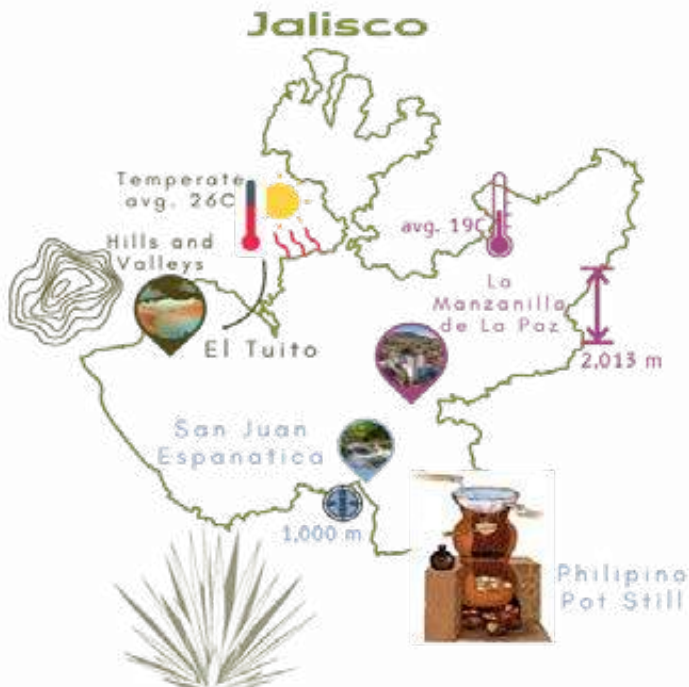 Jalisco
Temperate
avg. 26C
Hills and
Valleys
El Tuito
avg. 19C
La
Manzanilla
de La Paz
2,013 m
San Juan
Espanatica
1,000 m
Philipino
Pot Still